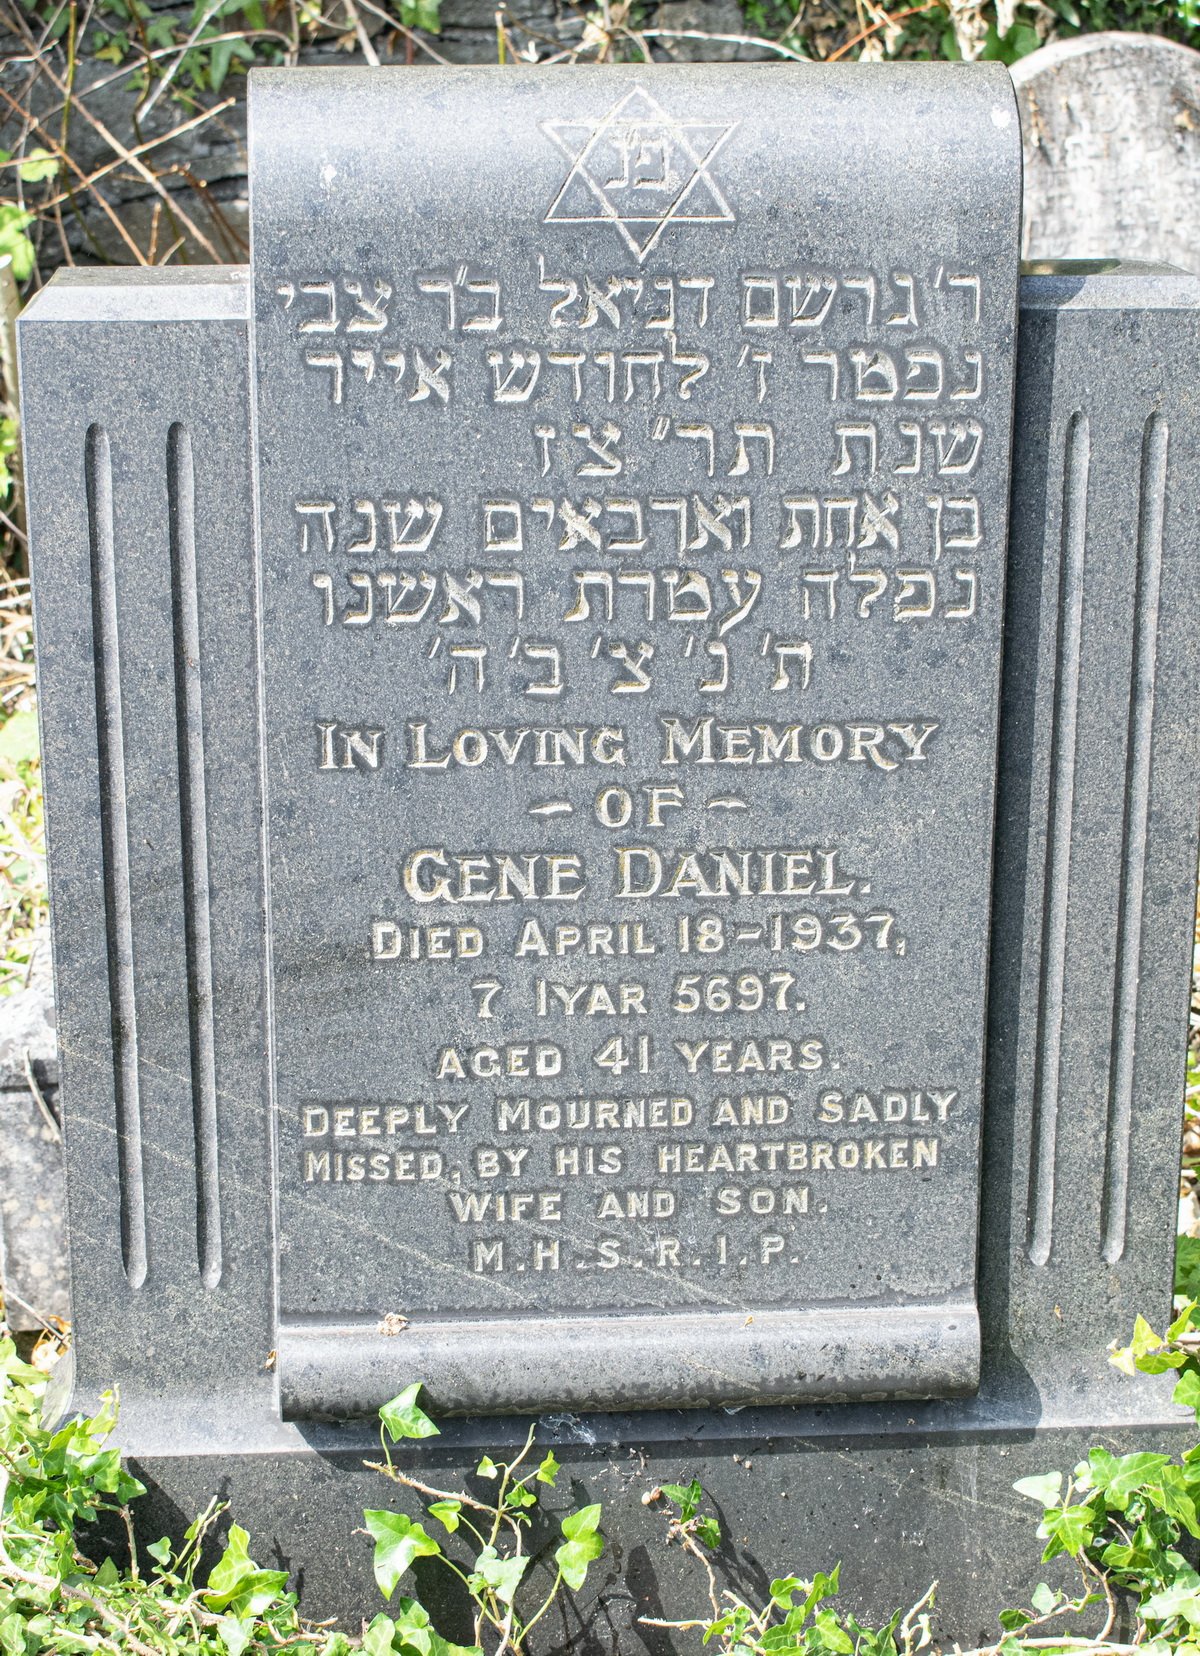 פ'נ
ר' גרשם דניאל ב'ר צבי
נפטר ז' לחודש אייר
שנת תר"צז
בן אחת וארבאים שנה
נפלה עטרת ראשנו
ת' נ' צ' ב' ה'
IN LOVING MEMORY
- OF -
GENE DANIEL.
DIED APRIL 18-1937,
7 IYAR 5697.
AGED 41 YEARS.
DEEPLY MOURNED AND SADLY
MISSED, BY HIS HEARTBROKEN
WIFE AND SON.
M.H.S.R.I.P.